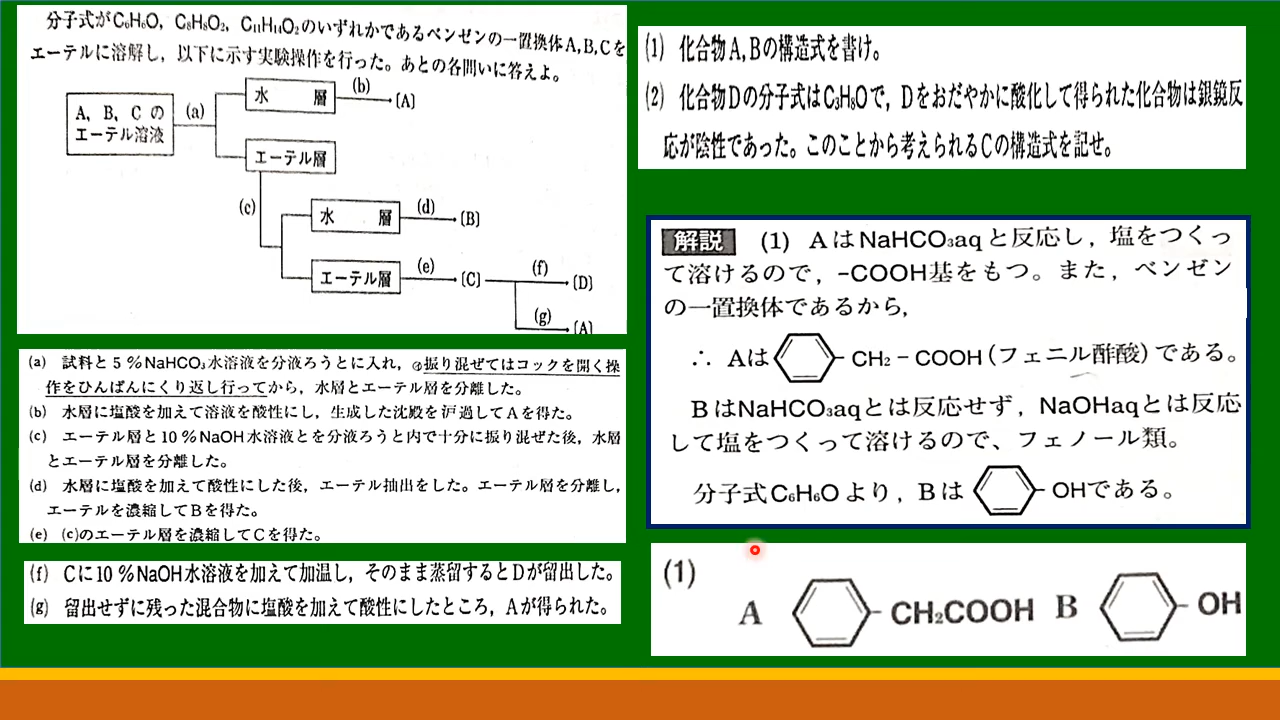 分子式がC₆H₆O, C₈H₈O₂, C₁₁H₁₄O₂のいずれかであるベンゼンの一置換体A,B,Cを
エーテルに溶解し, 以下に示す実験操作を行った。あとの各問いに答えよ。
A, B, C の
エーテル溶液
(a)
水 層
(b)
〔A〕
エーテル層
(c)
水 層
(d)
〔B〕
エーテル層
(e)
〔C〕
(f)
〔D〕
(g)
〔A〕
(a) 試料と5%NaHCO₃水溶液を分液ろうとに入れ, ③振り混ぜてはコックを開く操
作をひんぱんにくり返し行ってから, 水層とエーテル層を分離した。
(b) 水層に塩酸を加えて溶液を酸性にし, 生成した沈殿を沪過してAを得た。
(c) エーテル層と10%NaOH水溶液とを分液ろうと内で十分に振り混ぜた後, 水層
とエーテル層を分離した。
(d) 水層に塩酸を加えて酸性にした後, エーテル抽出をした。エーテル層を分離し,
エーテルを濃縮してBを得た。
(e) (c)のエーテル層を濃縮してCを得た。
(f) Cに10%NaOH水溶液を加えて加温し, そのまま蒸留するとDが留出した。
(g) 留出せずに残った混合物に塩酸を加えて酸性にしたところ, Aが得られた。
(1) 化合物A,Bの構造式を書け。
(2) 化合物Dの分子式はC₃H₈Oで, Dをおだやかに酸化して得られた化合物は銀鏡反
応が陰性であった。このことから考えられるCの構造式を記せ。
解説 (1) AはNaHCO₃aqと反応し, 塩をつくっ
て溶けるので, -COOH基をもつ。また, ベンゼン
の一置換体であるから,
∴ Aは CH₂-COOH(フェニル酢酸)である。
BはNaHCO₃aqとは反応せず, NaOHaqとは反応
して塩をつくって溶けるので、フェノール類。
分子式C₆H₆Oより, Bは OHである。
(1)
A CH₂COOH B OH